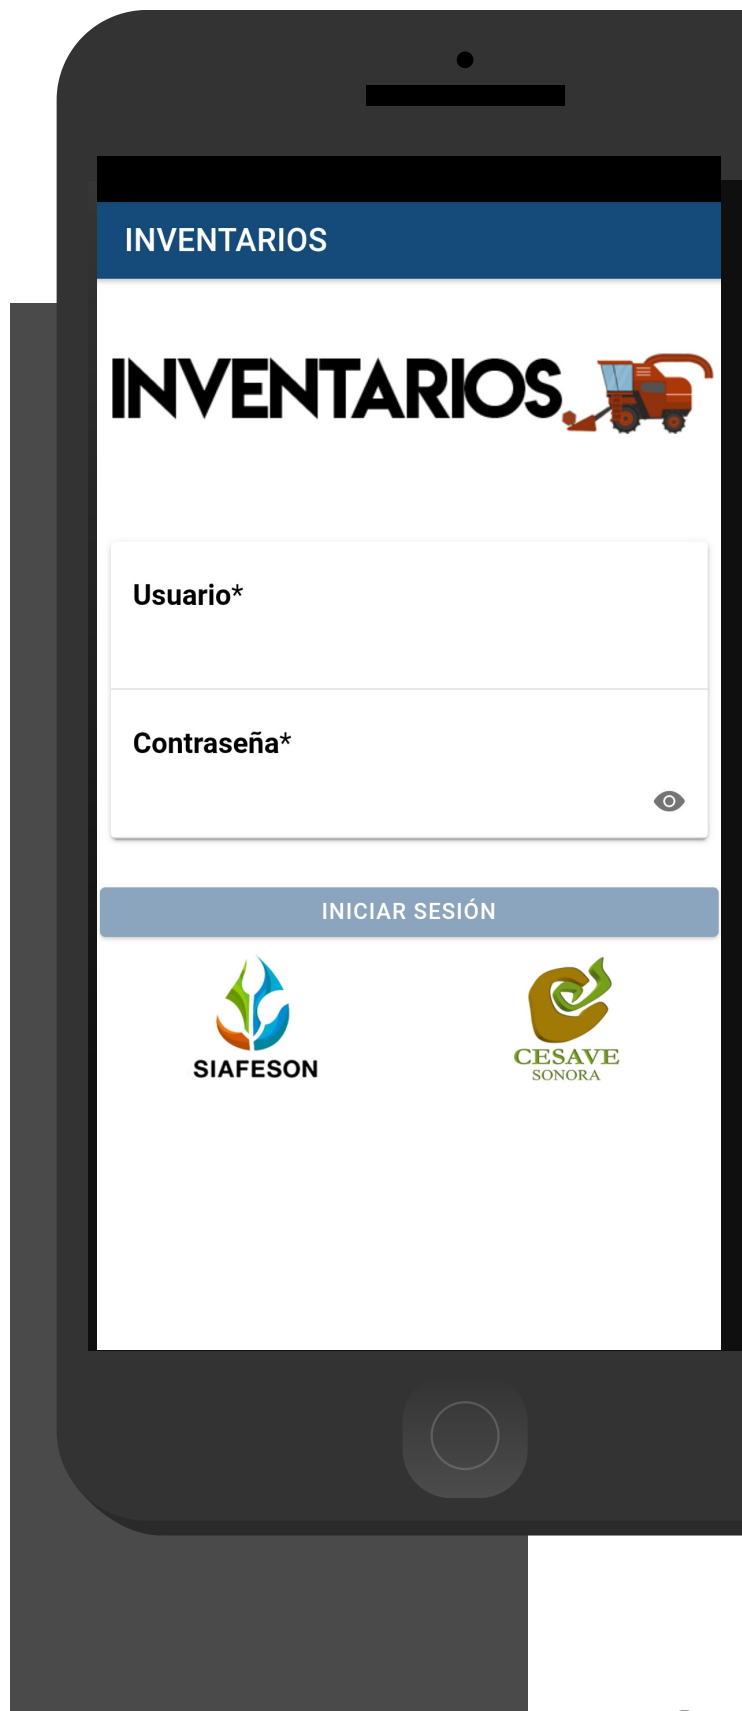 INVENTARIOS
INVENTARIOS
Usuario*
Contraseña*
INICIAR SESIÓN
SIAFESON
CESAVE
SONORA